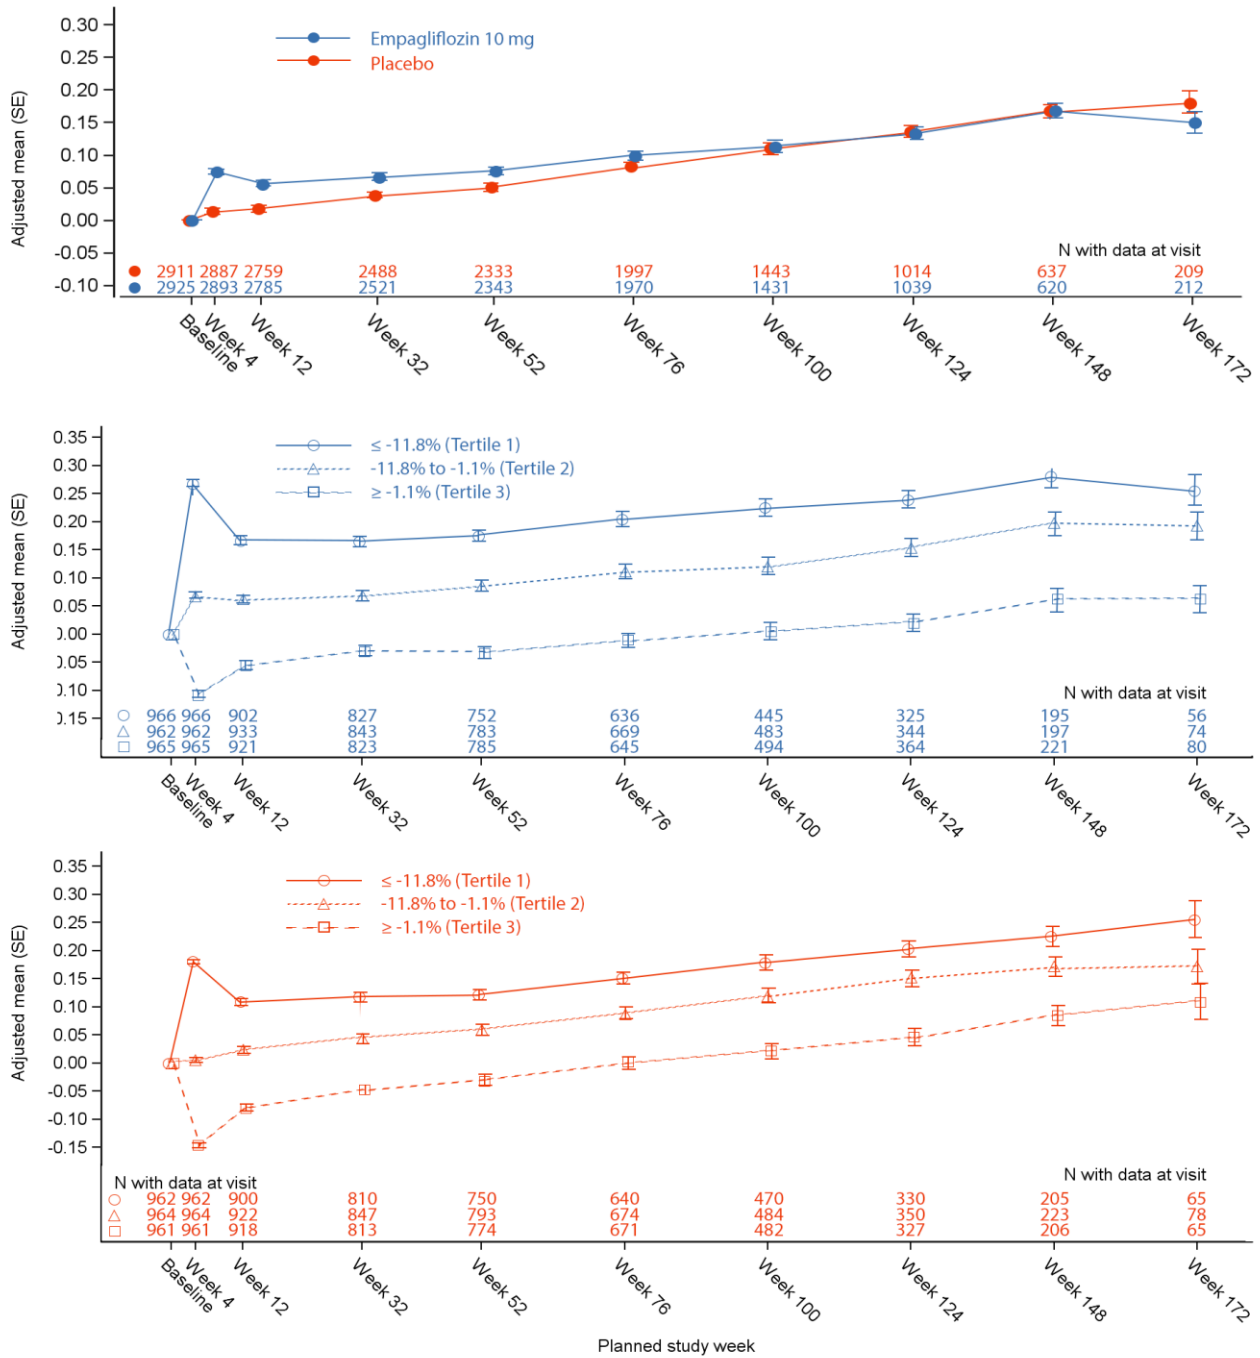 0.30
Empagliflozin 10 mg
0.25
Placebo
0.20
0.15
0.10
0.05
0.00
-0.05
-0.10
Adjusted mean (SE)
N with data at visit
2911 2887 2759 2488 2333 1997 1443 1014 637 209
2925 2893 2785 2521 2343 1970 1431 1039 620 212
Baseline Week 4 Week 12 Week 32 Week 52 Week 76 Week 100 Week 124 Week 148 Week 172
0.35
≤ -11.8% (Tertile 1)
0.30
-11.8% to -1.1% (Tertile 2)
0.25
≥ -1.1% (Tertile 3)
0.20
0.15
0.10
0.05
0.00
).05
).10
).15
Adjusted mean (SE)
N with data at visit
966 966 902 827 752 636 445 325 195 56
962 962 933 843 783 669 483 344 197 74
965 965 921 823 785 645 494 364 221 80
Baseline Week 4 Week 12 Week 32 Week 52 Week 76 Week 100 Week 124 Week 148 Week 172
0.35
≤ -11.8% (Tertile 1)
0.30
-11.8% to -1.1% (Tertile 2)
0.25
≥ -1.1% (Tertile 3)
0.20
0.15
0.10
0.05
0.00
-0.05
-0.10
-0.15
Adjusted mean (SE)
N with data at visit
N with data at visit
962 962 900 810 750 640 470 330 205 65
964 964 922 847 793 674 484 350 223 78
961 961 918 813 774 671 482 327 206 65
Baseline Week 4 Week 12 Week 32 Week 52 Week 76 Week 100 Week 124 Week 148 Week 172
Planned study week